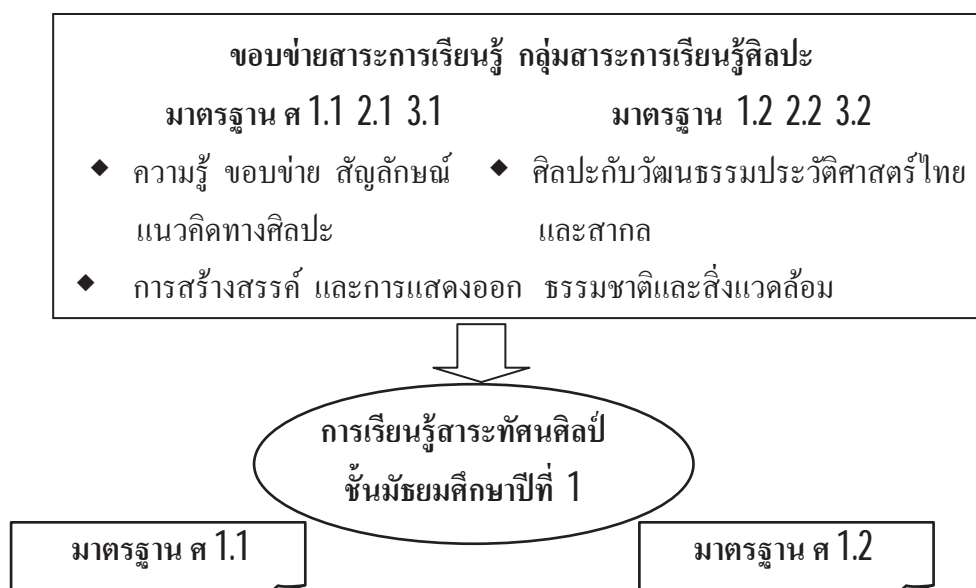 ขอบข่ายสาระการเรียนรู้ กลุ่มสาระการเรียนรู้ศิลปะ
มาตรฐาน ศ 1.1 2.1 3.1 มาตรฐาน 1.2 2.2 3.2
◆ ความรู้ ขอบข่าย สัญลักษณ์ ◆ ศิลปะกับวัฒนธรรมประวัติศาสตร์ไทย
แนวคิดทางศิลปะ และสากล
◆ การสร้างสรรค์ และการแสดงออก ธรรมชาติและสิ่งแวดล้อม
การเรียนรู้สาระทัศนศิลป์
ชั้นมัธยมศึกษาปีที่ 1
มาตรฐาน ศ 1.1 มาตรฐาน ศ 1.2